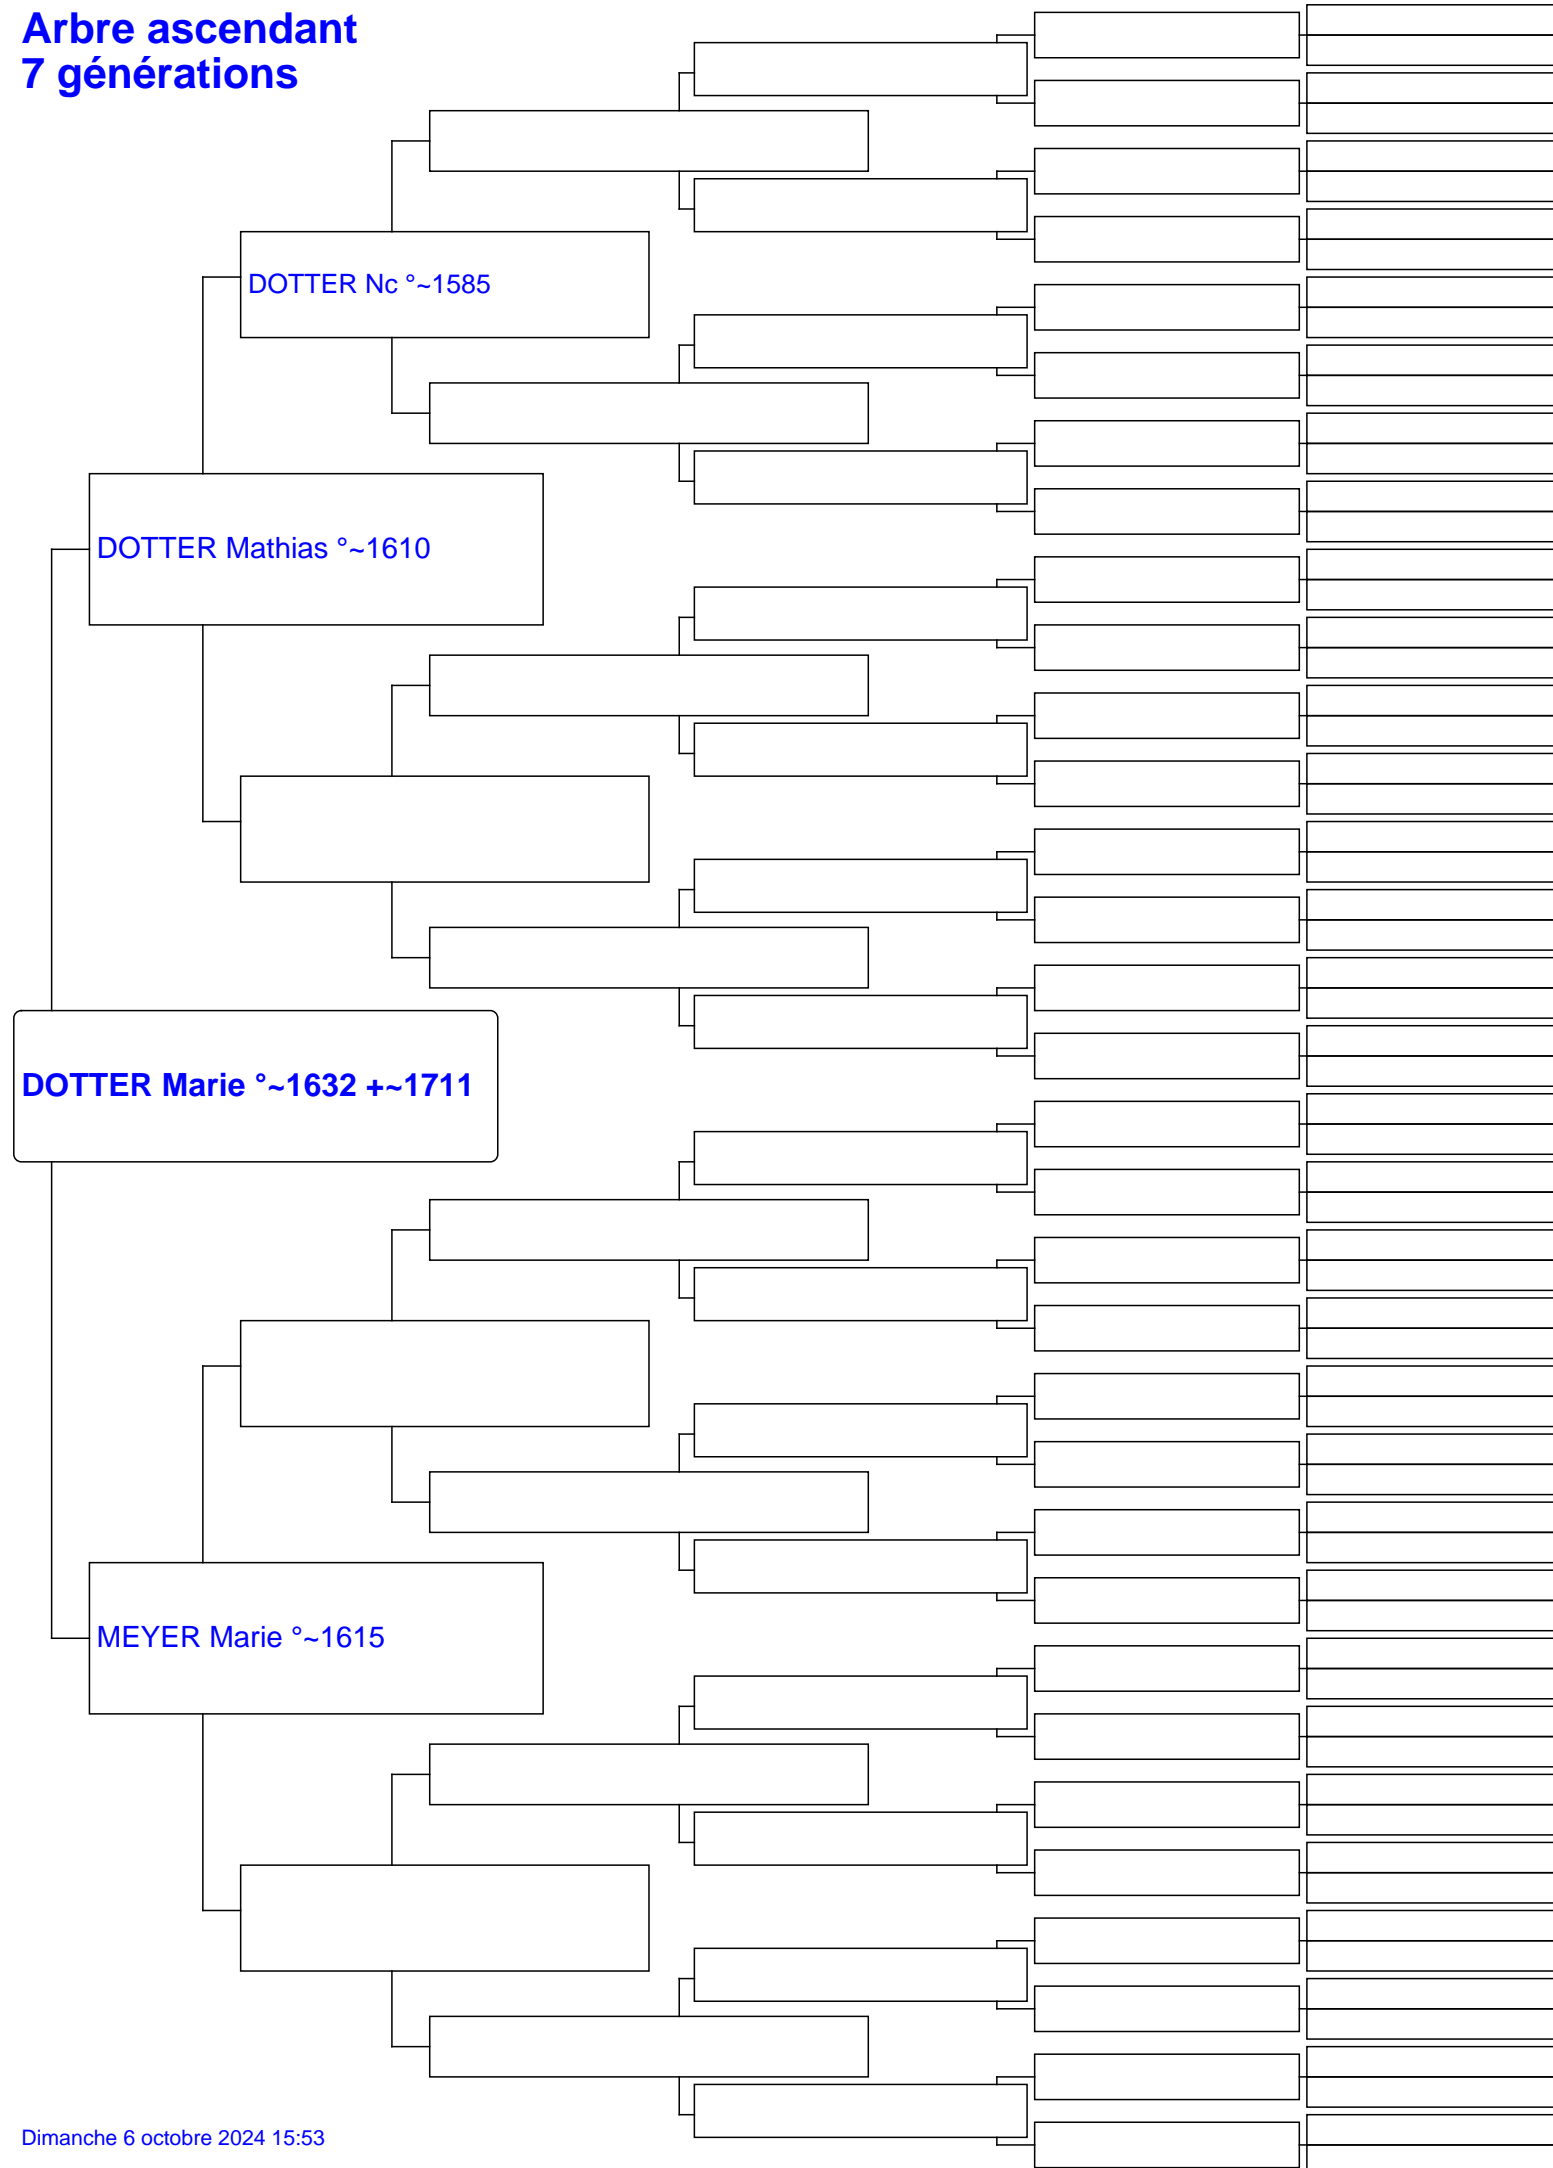 Arbre ascendant
7 générations
DOTTER Nc °~1585
DOTTER Mathias °~1610
DOTTER Marie °~1632 +~1711
MEYER Marie °~1615
Dimanche 6 octobre 2024 15:53